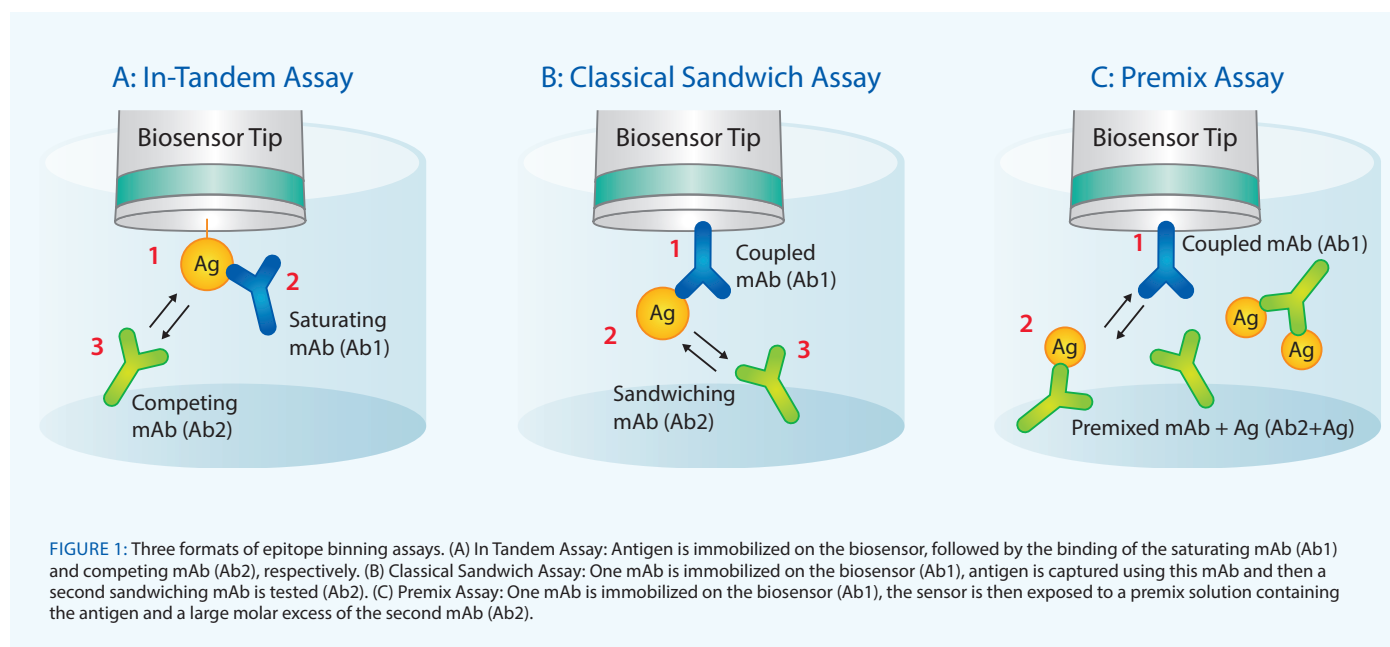 A: In-Tandem Assay
Biosensor Tip
1
Ag
2
Saturating
mAb (Ab1)
3
Competing
mAb (Ab2)
B: Classical Sandwich Assay
Biosensor Tip
1
Coupled
mAb (Ab1)
Ag
2
3
Sandwiching
mAb (Ab2)
C: Premix Assay
Biosensor Tip
1
Coupled mAb (Ab1)
Ag
Ag
2
Ag
Premixed mAb + Ag (Ab2+Ag)
FIGURE 1: Three formats of epitope binning assays. (A) In Tandem Assay: Antigen is immobilized on the biosensor, followed by the binding of the saturating mAb (Ab1)
and competing mAb (Ab2), respectively. (B) Classical Sandwich Assay: One mAb is immobilized on the biosensor (Ab1), antigen is captured using this mAb and then a
second sandwiching mAb is tested (Ab2). (C) Premix Assay: One mAb is immobilized on the biosensor (Ab1), the sensor is then exposed to a premix solution containing
the antigen and a large molar excess of the second mAb (Ab2).